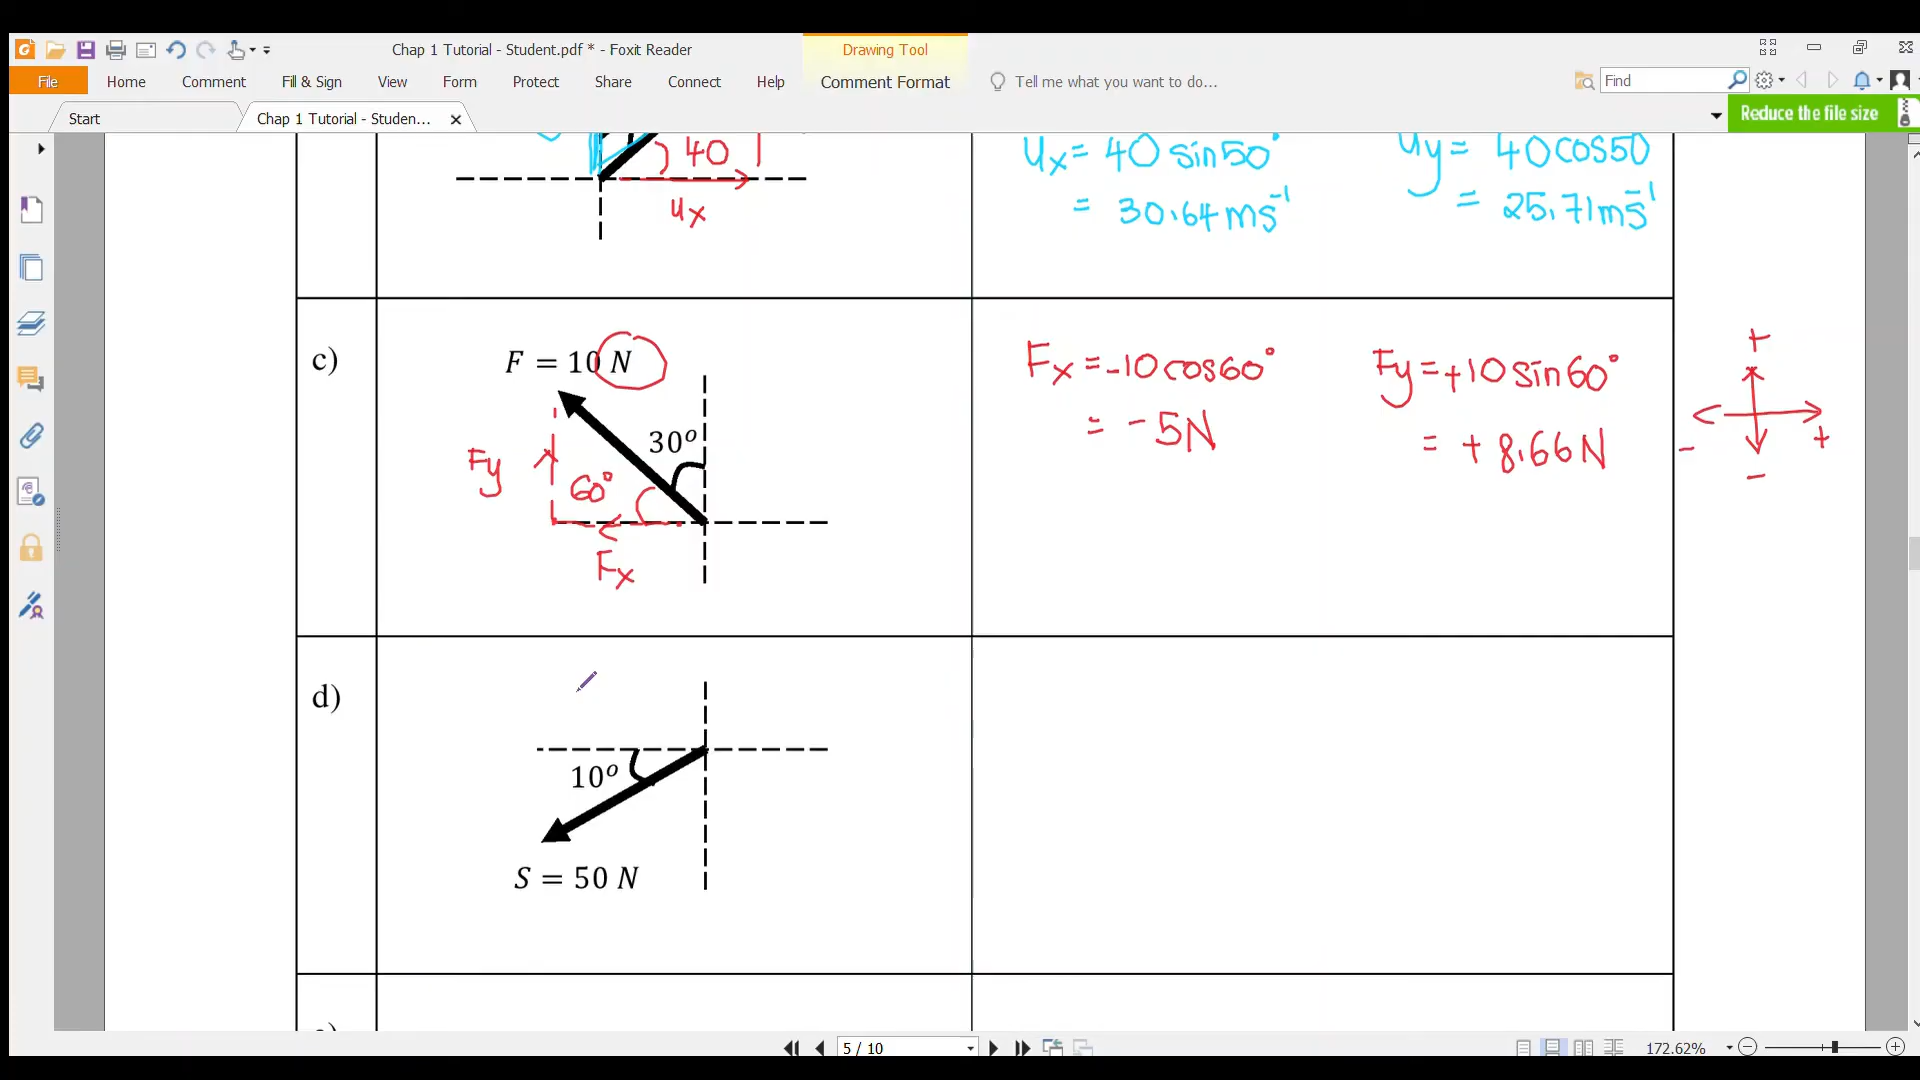 Chap 1 Tutorial - Student.pdf * - Foxit Reader
Drawing Tool
File Home Comment Fill & Sign View Form Protect Share Connect Help Comment Format Tell me what you want to do... Find
Start Chap 1 Tutorial - Studen... Reduce the file size
40
ux
ux= 40 sin50°
= 30.64ms⁻¹
uy= 40cos50
= 25.71ms⁻¹
c)
F = 10 N
30°
Fy
60°
Fx
Fx =-10cos60°
= -5N
Fy=+10sin60°
= +8.66N
+
- +
-
d)
10°
S = 50 N
5 / 10 172.62%